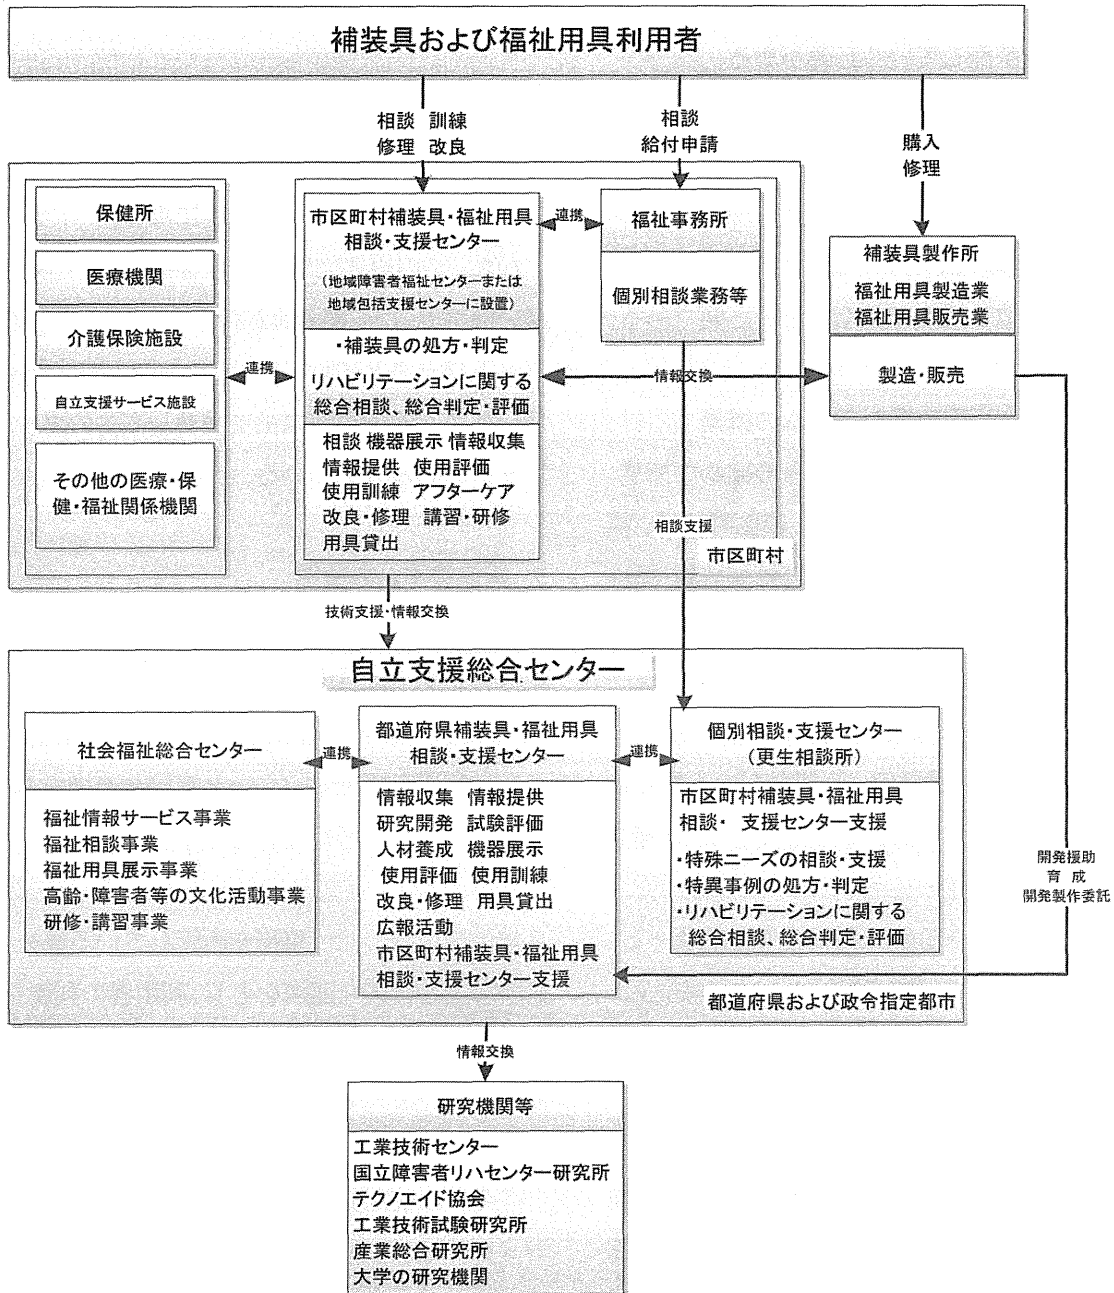 補装具および福祉用具利用者
相談 訓練
修理 改良
相談
給付申請
購入
修理
保健所
医療機関
介護保険施設
自立支援サービス施設
その他の医療・保
健・福祉関係機関
連携
市区町村補装具・福祉用具
相談・支援センター
(地域障害者福祉センターまたは
地域包括支援センターに設置)
・補装具の処方・判定
リハビリテーションに関する
総合相談、総合判定・評価
相談 機器展示 情報収集
情報提供 使用評価
使用訓練 アフターケア
改良・修理 講習・研修
用具貸出
連携
福祉事務所
個別相談業務等
補装具製作所
福祉用具製造業
福祉用具販売業
製造・販売
情報交換
相談支援
市区町村
技術支援・情報交換
自立支援総合センター
社会福祉総合センター
福祉情報サービス事業
福祉相談事業
福祉用具展示事業
高齢・障害者等の文化活動事業
研修・講習事業
連携
都道府県補装具・福祉用具
相談・支援センター
情報収集 情報提供
研究開発 試験評価
人材養成 機器展示
使用評価 使用訓練
改良・修理 用具貸出
広報活動
市区町村補装具・福祉用具
相談・支援センター支援
連携
個別相談・支援センター
(更生相談所)
市区町村補装具・福祉用具
相談・ 支援センター支援
・特殊ニーズの相談・支援
・特異事例の処方・判定
・リハビリテーションに関する
総合相談、総合判定・評価
開発援助
育 成
開発製作委託
都道府県および政令指定都市
情報交換
研究機関等
工業技術センター
国立障害者リハセンター研究所
テクノエイド協会
工業技術試験研究所
産業総合研究所
大学の研究機関